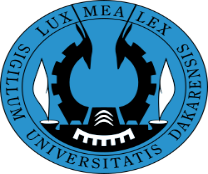 LUX MEA LEX
SIGILLUM UNIVERSITATIS DAKARENSIS